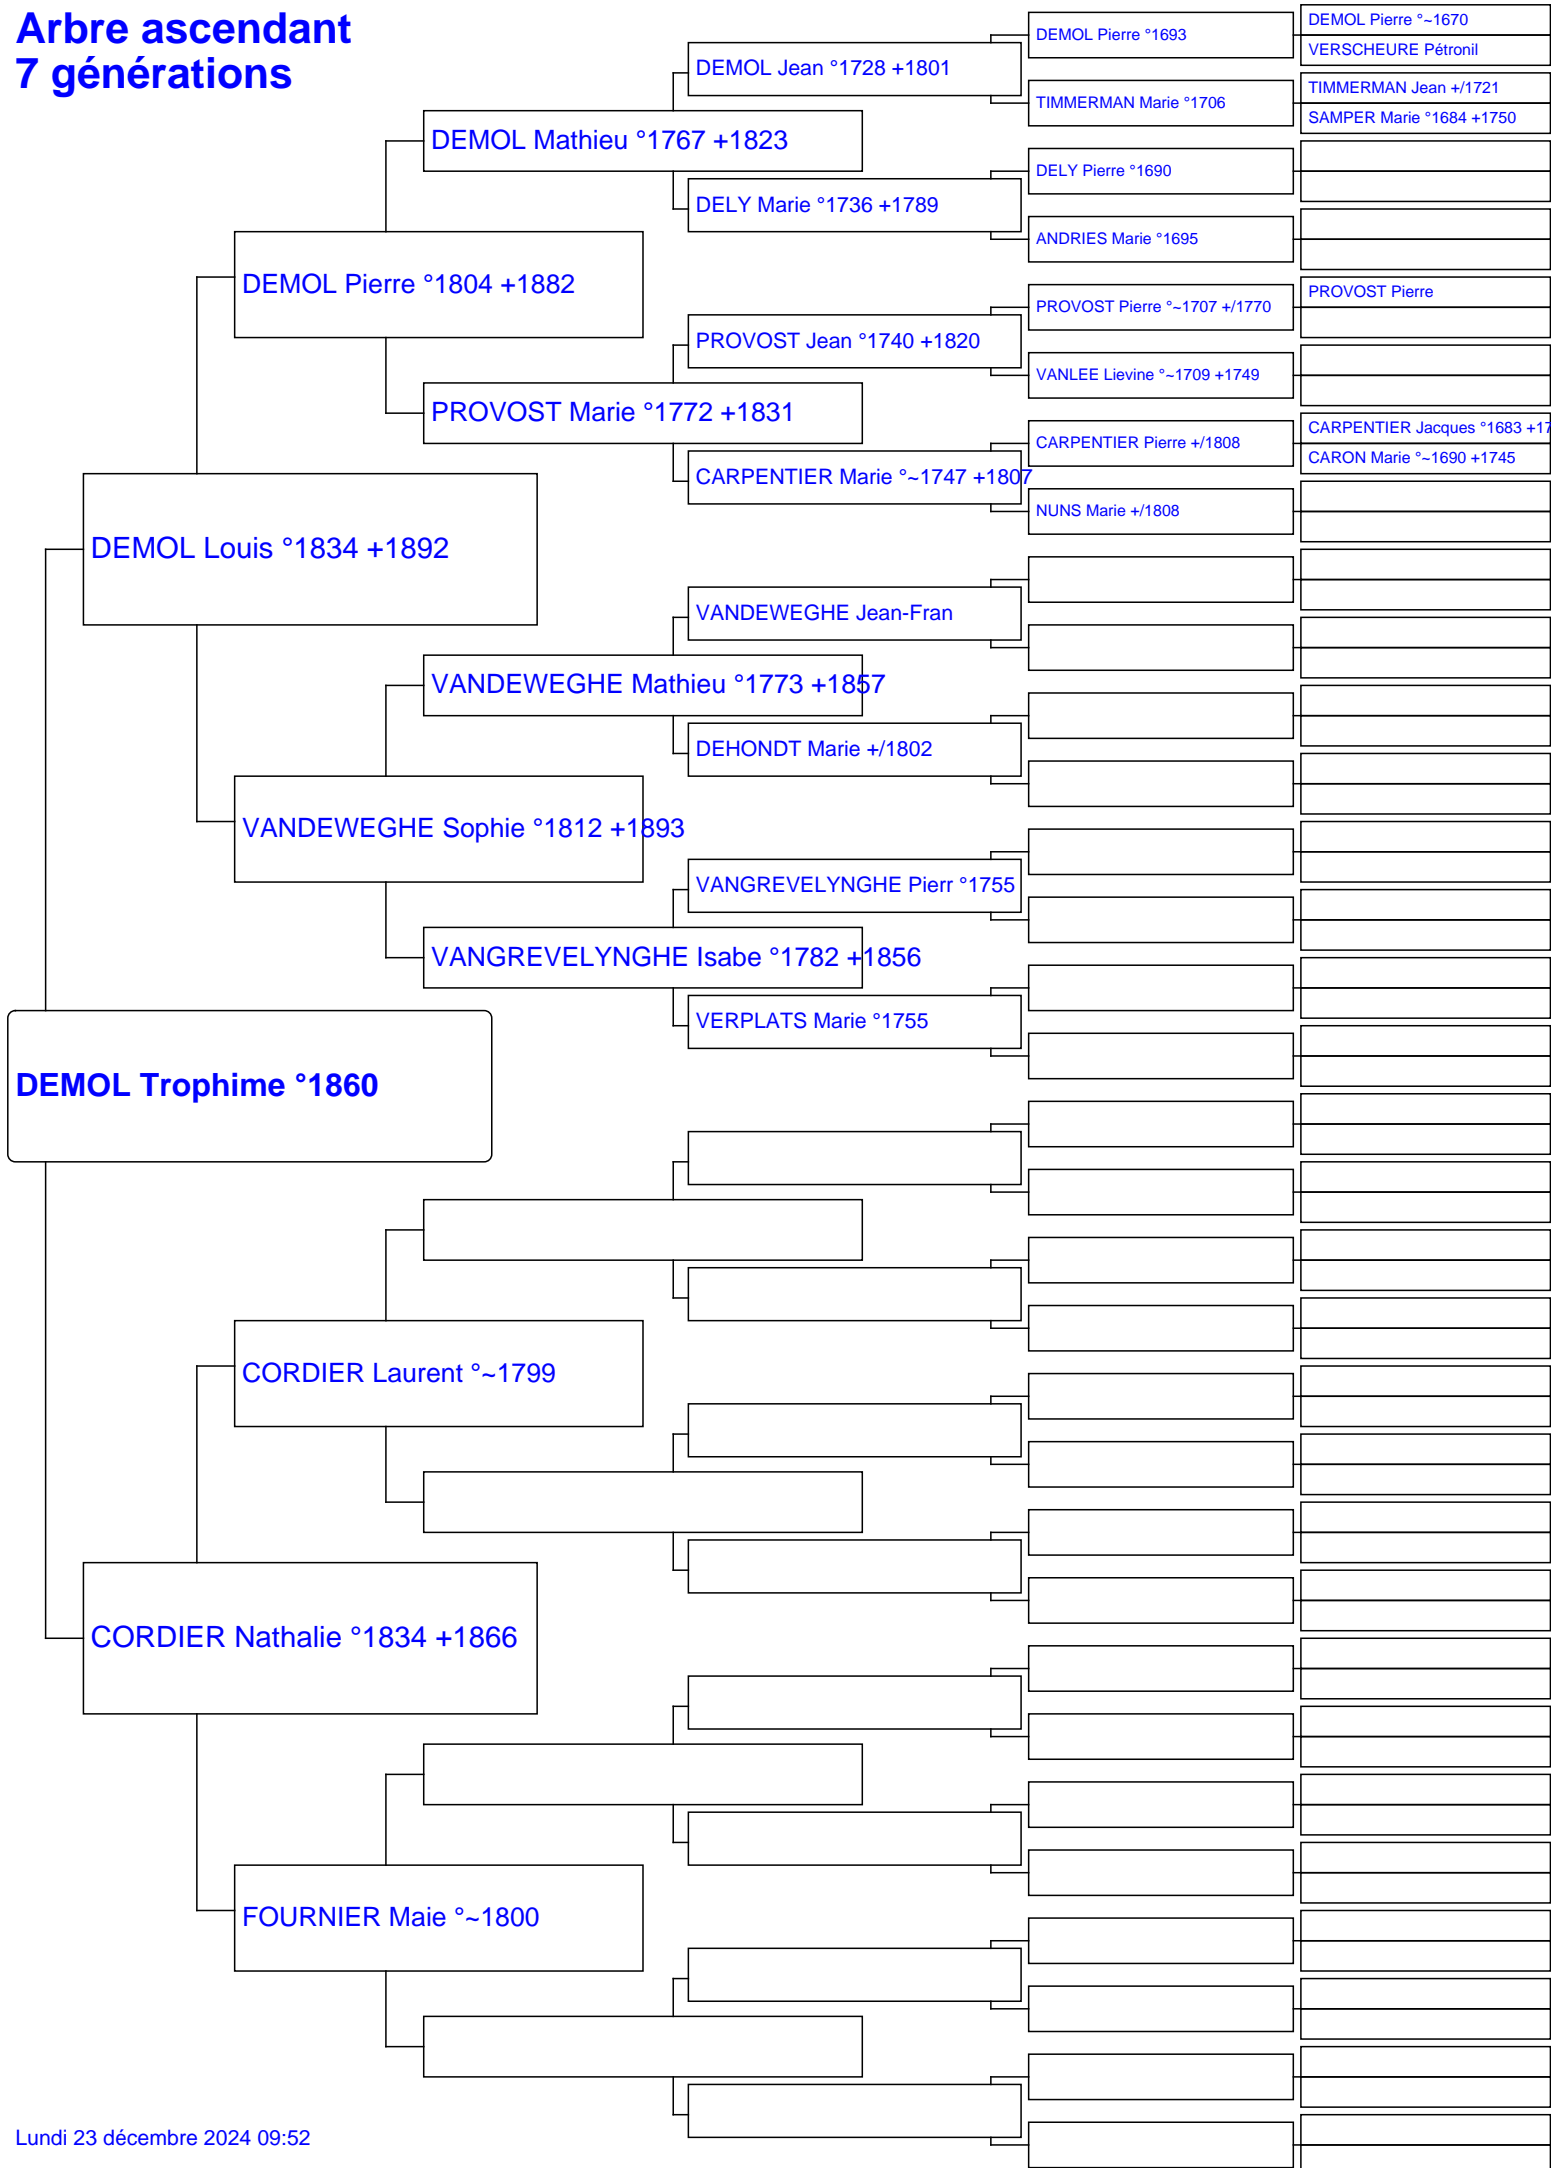 Arbre ascendant
7 générations
DEMOL Pierre °~1670
DEMOL Pierre °1693
VERSCHEURE Pétronil
DEMOL Jean °1728 +1801
TIMMERMAN Jean +/1721
TIMMERMAN Marie °1706
SAMPER Marie °1684 +1750
DEMOL Mathieu °1767 +1823
DELY Pierre °1690
DELY Marie °1736 +1789
ANDRIES Marie °1695
DEMOL Pierre °1804 +1882
PROVOST Pierre
PROVOST Pierre °~1707 +/1770
PROVOST Jean °1740 +1820
VANLEE Lievine °~1709 +1749
PROVOST Marie °1772 +1831
CARPENTIER Jacques °1683 +17
CARPENTIER Pierre +/1808
CARON Marie °~1690 +1745
CARPENTIER Marie °~1747 +1807
NUNS Marie +/1808
DEMOL Louis °1834 +1892
VANDEWEGHE Jean-Fran
VANDEWEGHE Mathieu °1773 +1857
DEHONDT Marie +/1802
VANDEWEGHE Sophie °1812 +1893
VANGREVELYNGHE Pierr °1755
VANGREVELYNGHE Isabe °1782 +1856
VERPLATS Marie °1755
DEMOL Trophime °1860
CORDIER Laurent °~1799
CORDIER Nathalie °1834 +1866
FOURNIER Maie °~1800
Lundi 23 décembre 2024 09:52